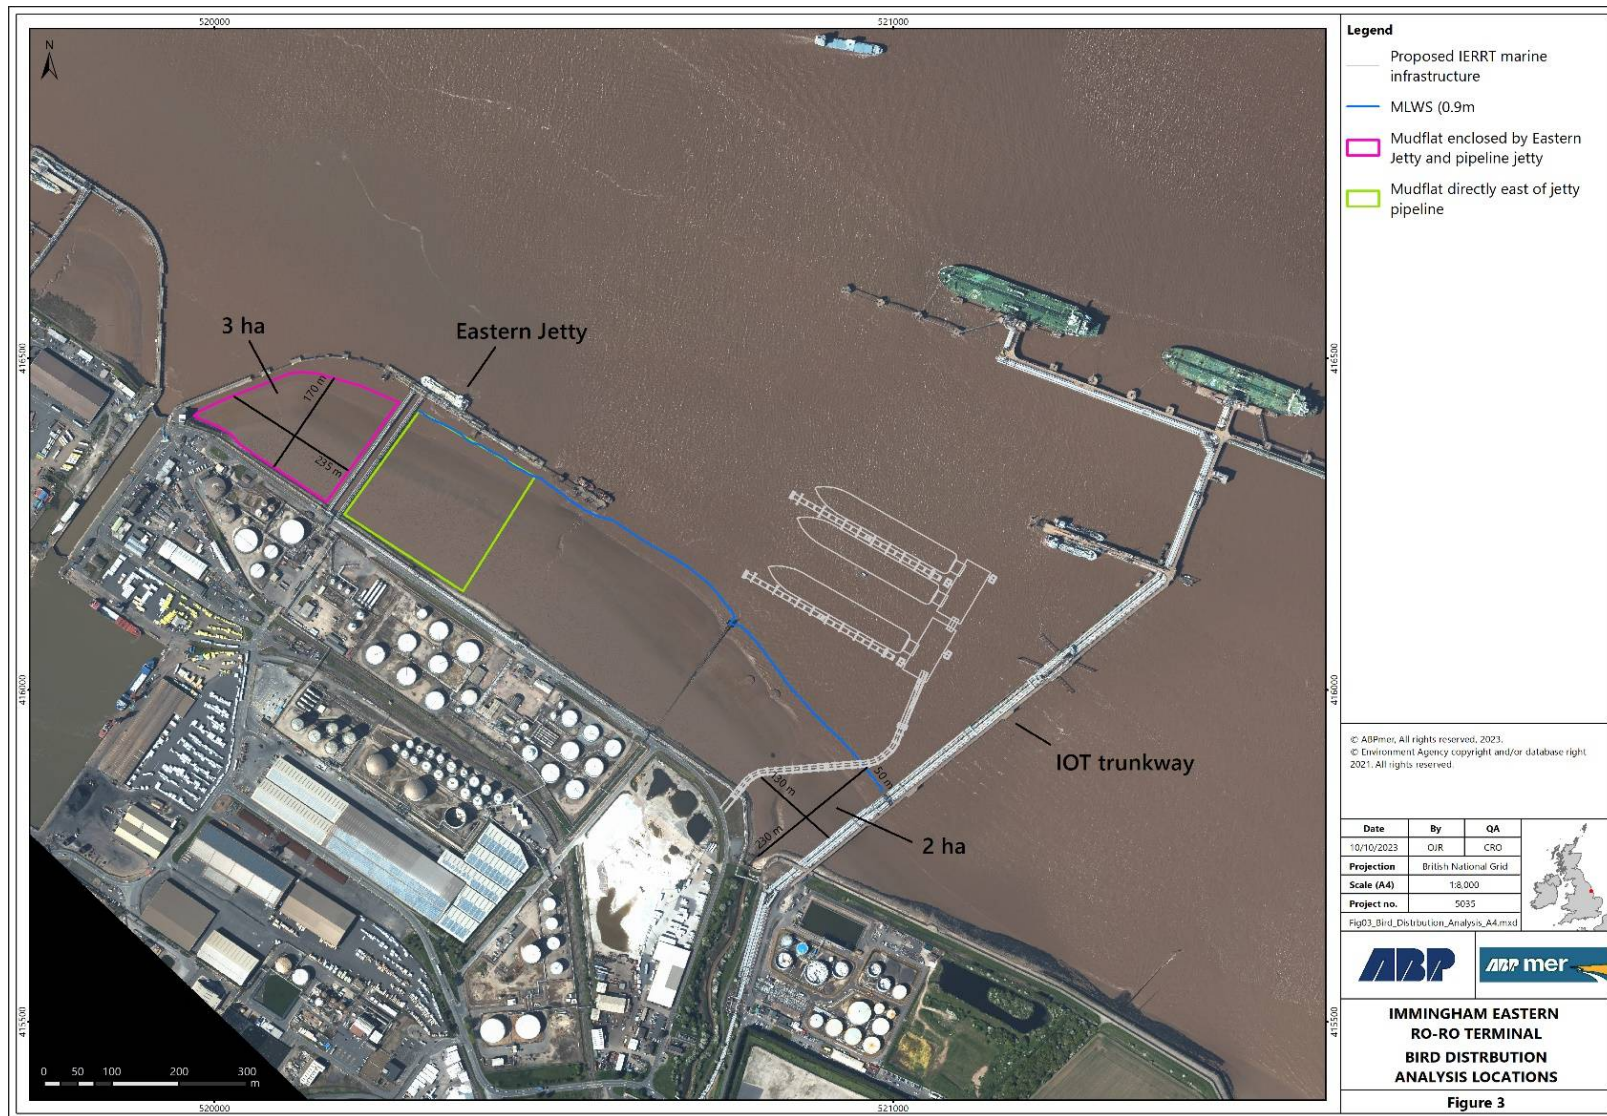 520000
521000
N
3 ha
Eastern Jetty
170 m
235 m
416500
416500
416000
416000
IOT trunkway
130 m
50 m
230 m
2 ha
415500
415500
0 50 100 200 300
m
520000
521000
Legend
Proposed IERRT marine
infrastructure
MLWS (0.9m
Mudflat enclosed by Eastern
Jetty and pipeline jetty
Mudflat directly east of jetty
pipeline
© ABPmer, All rights reserved, 2023.
© Environment Agency copyright and/or database right
2021. All rights reserved.
Date By QA
10/10/2023 OJR CRO
Projection British National Grid
Scale (A4) 1:8,000
Project no. 5035
Fig03_Bird_Distrbution_Analysis_A4.mxd
ABP
ABP mer
IMMINGHAM EASTERN
RO-RO TERMINAL
BIRD DISTRBUTION
ANALYSIS LOCATIONS
Figure 3